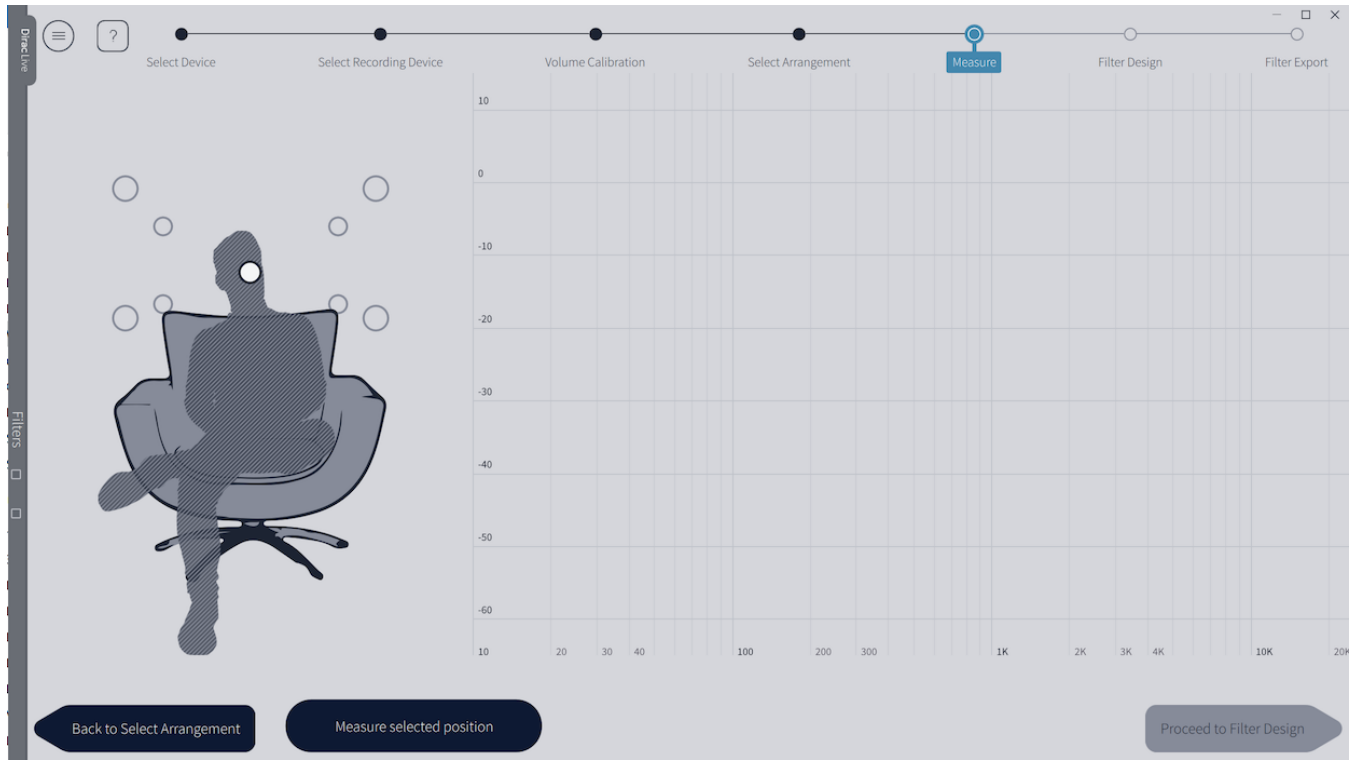 Dirac Live
?
Select Device
Select Recording Device
Volume Calibration
Select Arrangement
Measure
Filter Design
Filter Export
10
0
-10
-20
-30
-40
-50
-60
10 20 30 40 100 200 300 1K 2K 3K 4K 10K 20K
Filters
Back to Select Arrangement
Measure selected position
Proceed to Filter Design